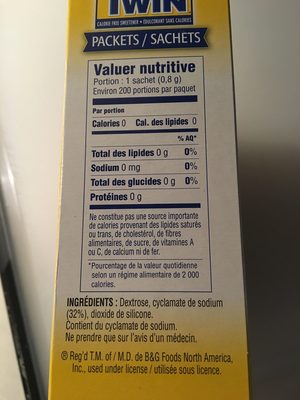 TWIN
CALORIE FREE SWEETENER • ÉDULCORANT SANS CALORIES
PACKETS / SACHETS
Valuer nutritive
Portion : 1 sachet (0,8 g)
Environ 200 portions par paquet
Par portion
Calories 0 Cal. des lipides 0
% AQ*
Total des lipides 0 g 0%
Sodium 0 mg 0%
Total des glucides 0 g 0%
Protéines 0 g
Ne constitue pas une source importante
de calories provenant des lipides saturés
ou trans, de cholestérol, de fibres
alimentaires, de sucre, de vitamines A
ou C, de calcium ni de fer.
*Pourcentage de la valeur quotidienne
selon un régime alimentaire de 2 000
calories.
INGRÉDIENTS : Dextrose, cyclamate de sodium
(32%), dioxide de silicone.
Contient du cyclamate de sodium.
Ne prendre que sur l'avis d'un médecin.
® Reg'd T.M. of / M.D. de B&G Foods North America,
Inc., used under license / utilisée sous licence.